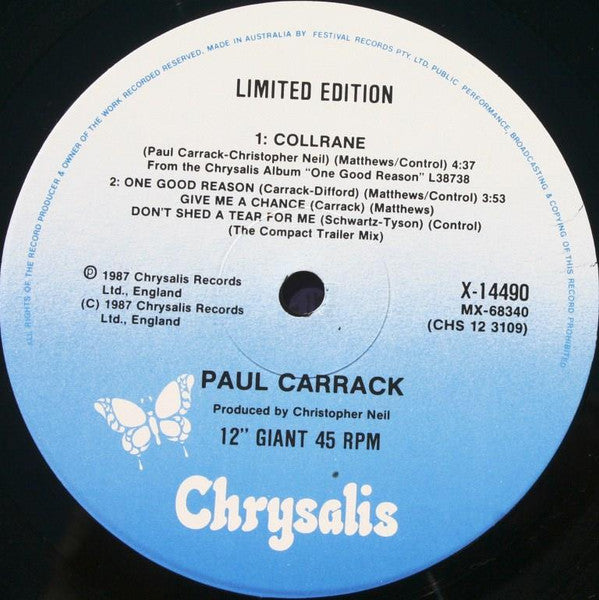 ALL RIGHTS OF THE RECORD PRODUCER & OWNER OF THE WORK RECORDED RESERVED. MADE IN AUSTRALIA BY FESTIVAL RECORDS PTY. LTD. PUBLIC PERFORMANCE, BROADCASTING & COPYING OF THIS RECORD PROHIBITED
LIMITED EDITION
1: COLLRANE
(Paul Carrack-Christopher Neil) (Matthews/Control) 4:37
From the Chrysalis Album "One Good Reason" L38738
2: ONE GOOD REASON (Carrack-Difford) (Matthews/Control) 3:53
GIVE ME A CHANCE (Carrack) (Matthews)
DON'T SHED A TEAR FOR ME (Schwartz-Tyson) (Control)
(The Compact Trailer Mix)
℗ 1987 Chrysalis Records
Ltd., England
(C) 1987 Chrysalis Records
Ltd., England
X-14490
MX-68340
(CHS 12 3109)
PAUL CARRACK
Produced by Christopher Neil
12" GIANT 45 RPM
Chrysalis